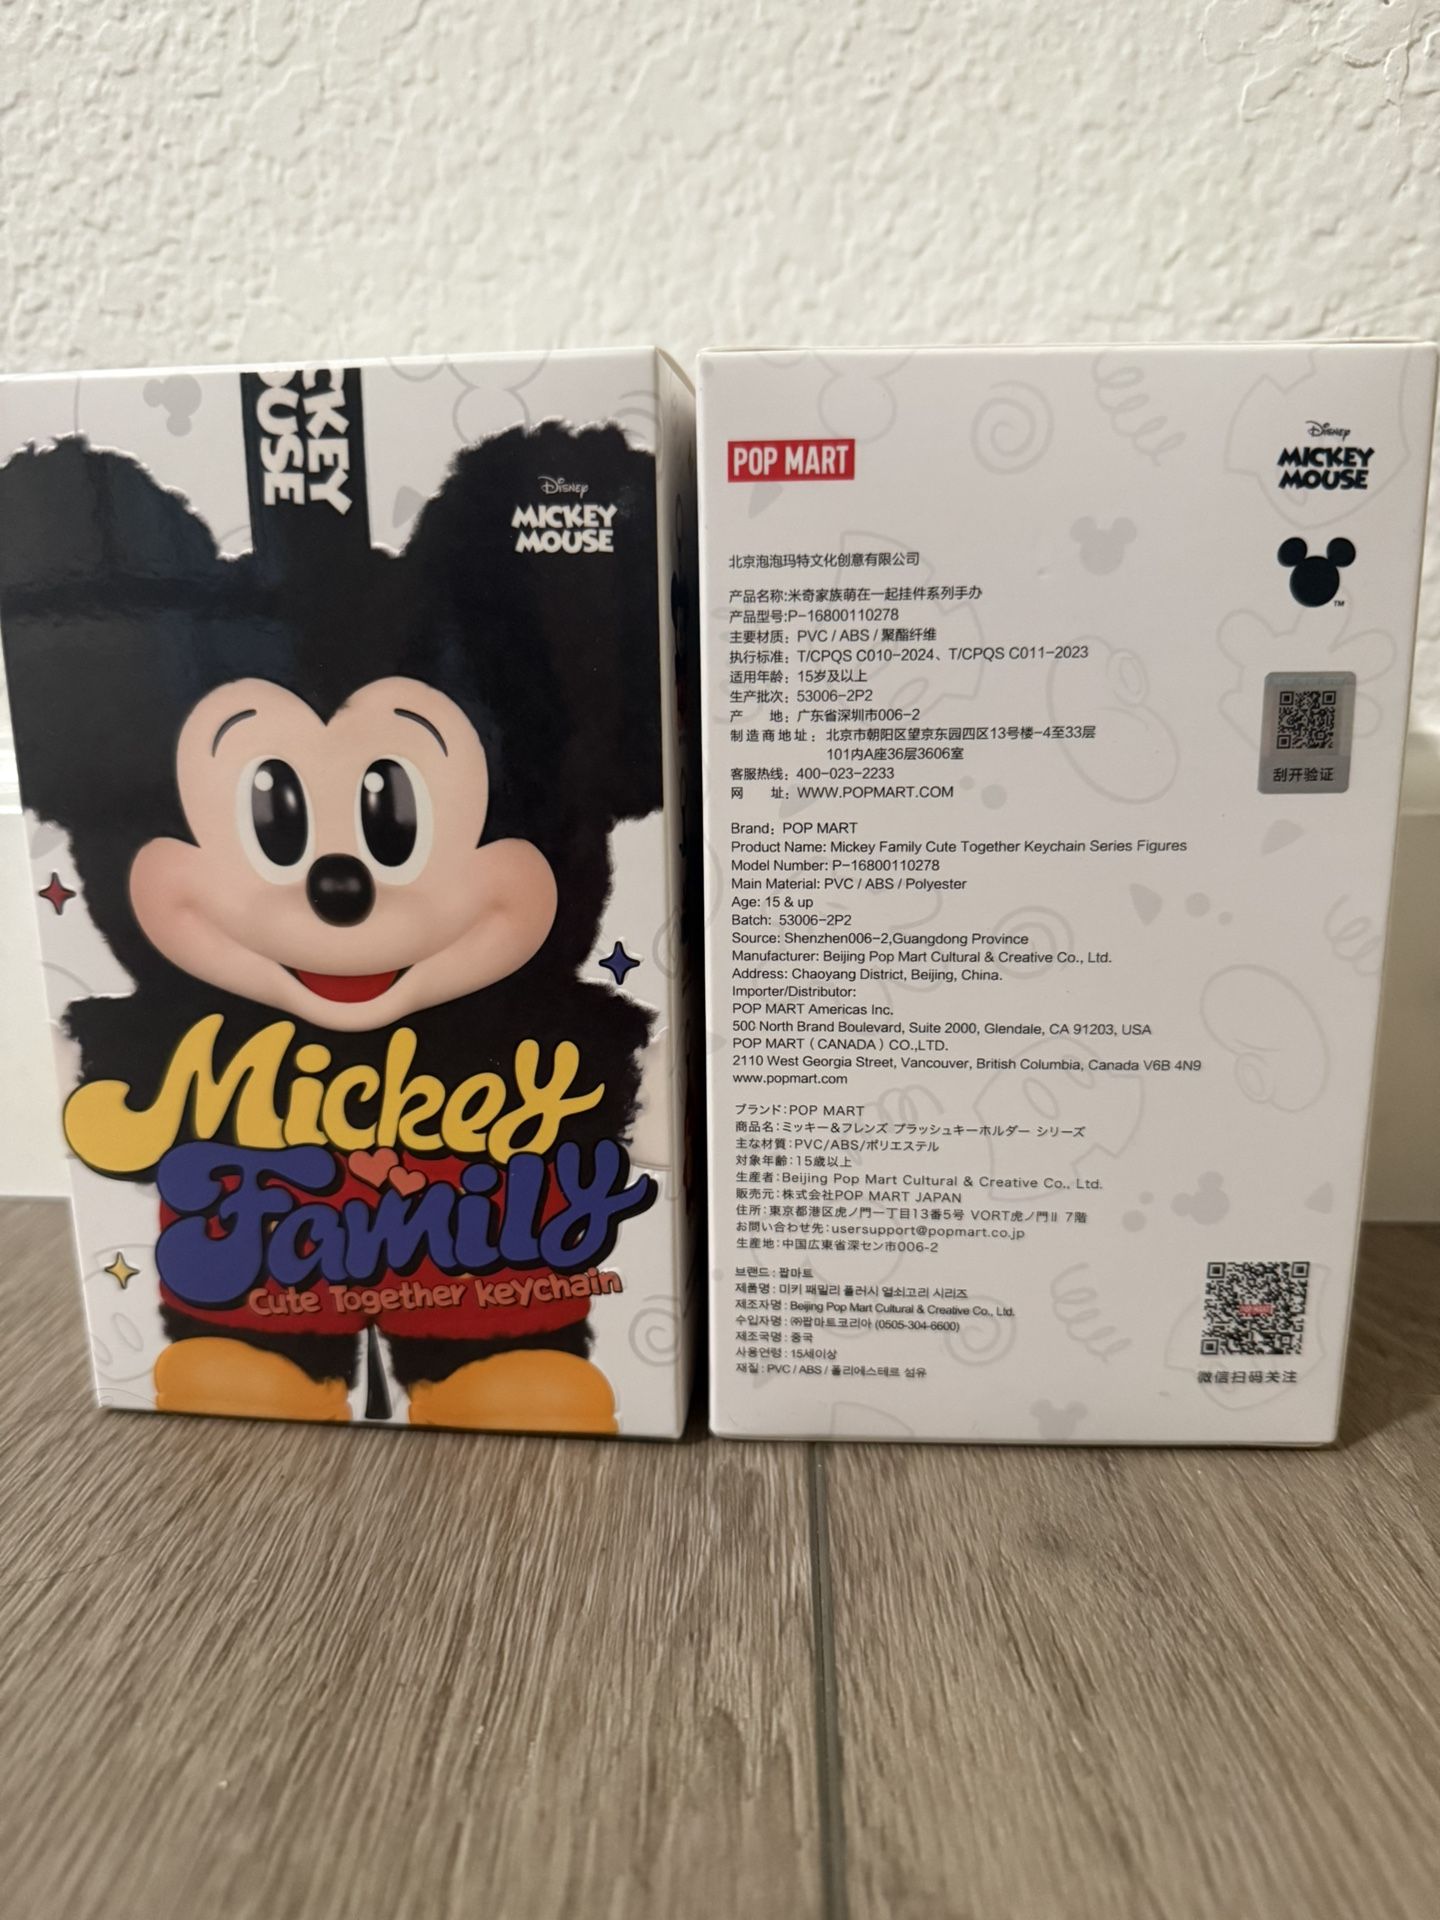 MICKEY
MOUSE
Disney
MICKEY
MOUSE
Mickey
Family
Cute Together Keychain
POP MART
Disney
MICKEY
MOUSE
TM
北京泡泡玛特文化创意有限公司
产品名称:米奇家族萌在一起挂件系列手办
产品型号:P-16800110278
主要材质：PVC / ABS / 聚酯纤维
执行标准：T/CPQS C010-2024、T/CPQS C011-2023
适用年龄：15岁及以上
生产批次：53006-2P2
产 地：广东省深圳市006-2
制造商地址：北京市朝阳区望京东园四区13号楼-4至33层
101内A座36层3606室
客服热线：400-023-2233
网 址：WWW.POPMART.COM
刮开验证
Brand：POP MART
Product Name: Mickey Family Cute Together Keychain Series Figures
Model Number: P-16800110278
Main Material: PVC / ABS / Polyester
Age: 15 & up
Batch: 53006-2P2
Source: Shenzhen006-2,Guangdong Province
Manufacturer: Beijing Pop Mart Cultural & Creative Co., Ltd.
Address: Chaoyang District, Beijing, China.
Importer/Distributor:
POP MART Americas Inc.
500 North Brand Boulevard, Suite 2000, Glendale, CA 91203, USA
POP MART（CANADA）CO.,LTD.
2110 West Georgia Street, Vancouver, British Columbia, Canada V6B 4N9
www.popmart.com
ブランド：POP MART
商品名：ミッキー&フレンズ プラッシュキーホルダー シリーズ
主な材質：PVC/ABS/ポリエステル
対象年齢：15歳以上
生産者：Beijing Pop Mart Cultural & Creative Co., Ltd.
販売元：株式会社POP MART JAPAN
住所：東京都港区虎ノ門一丁目13番5号 VORT虎ノ門Ⅱ 7階
お問い合わせ先：usersupport@popmart.co.jp
生産地：中国広東省深セン市006-2
브랜드 : 팝마트
제품명 : 미키 패밀리 플러시 열쇠고리 시리즈
제조자명 : Beijing Pop Mart Cultural & Creative Co., Ltd.
수입자명 : ㈜팝마트코리아 (0505-304-6600)
제조국명 : 중국
사용연령 : 15세이상
재질 : PVC / ABS / 폴리에스테르 섬유
POP MART
微信扫码关注